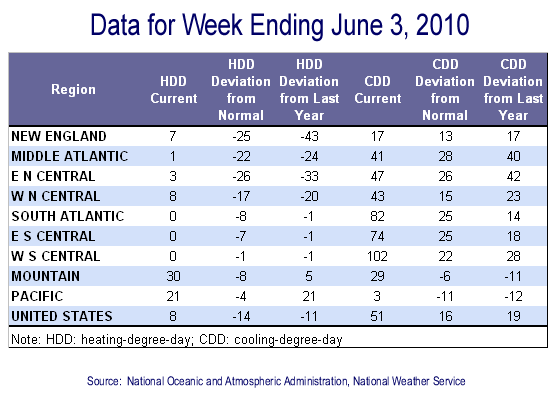 Data for Week Ending June 3, 2010
Region HDD Current HDD Deviation from Normal HDD Deviation from Last Year CDD Current CDD Deviation from Normal CDD Deviation from Last Year
NEW ENGLAND 7 -25 -43 17 13 17
MIDDLE ATLANTIC 1 -22 -24 41 28 40
E N CENTRAL 3 -26 -33 47 26 42
W N CENTRAL 8 -17 -20 43 15 23
SOUTH ATLANTIC 0 -8 -1 82 25 14
E S CENTRAL 0 -7 -1 74 25 18
W S CENTRAL 0 -1 -1 102 22 28
MOUNTAIN 30 -8 5 29 -6 -11
PACIFIC 21 -4 21 3 -11 -12
UNITED STATES 8 -14 -11 51 16 19
Note: HDD: heating-degree-day; CDD: cooling-degree-day
Source: National Oceanic and Atmospheric Administration, National Weather Service